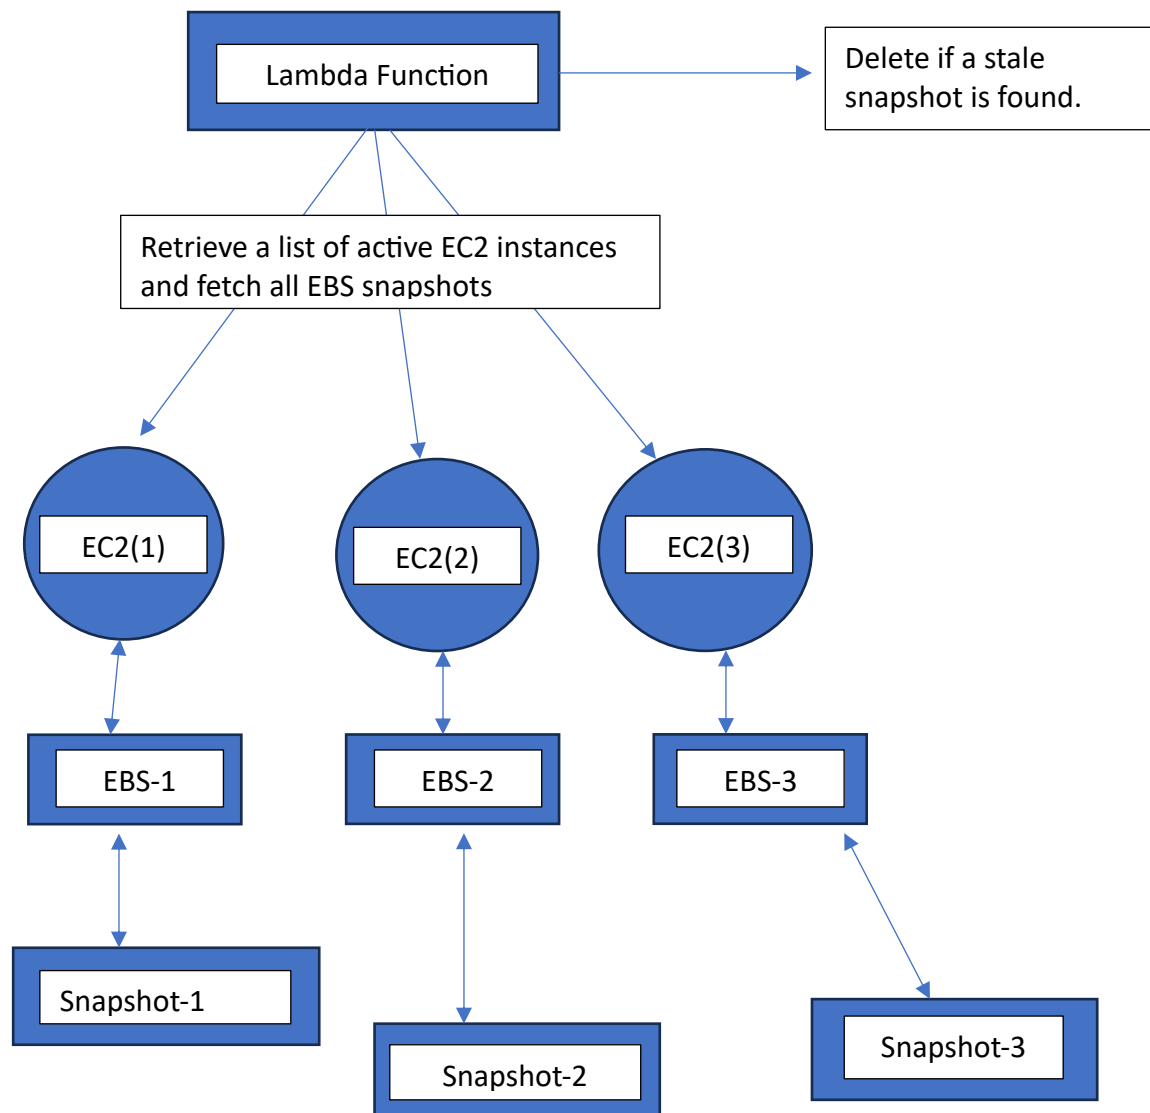 Lambda Function
Delete if a stale
snapshot is found.
Retrieve a list of active EC2 instances
and fetch all EBS snapshots
EC2(1)
EC2(2)
EC2(3)
EBS-1
EBS-2
EBS-3
Snapshot-1
Snapshot-2
Snapshot-3